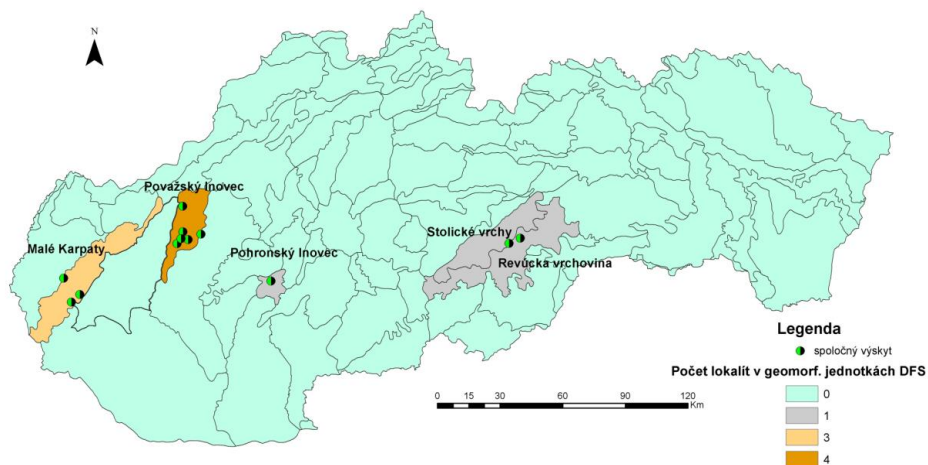 N
Považský Inovec
Malé Karpaty
Pohronský Inovec
Stolické vrchy
Revúcka vrchovina
Legenda
spoločný výskyt
Počet lokalít v geomorf. jednotkách DFS
0
1
3
4
0 15 30 60 90 120
Km